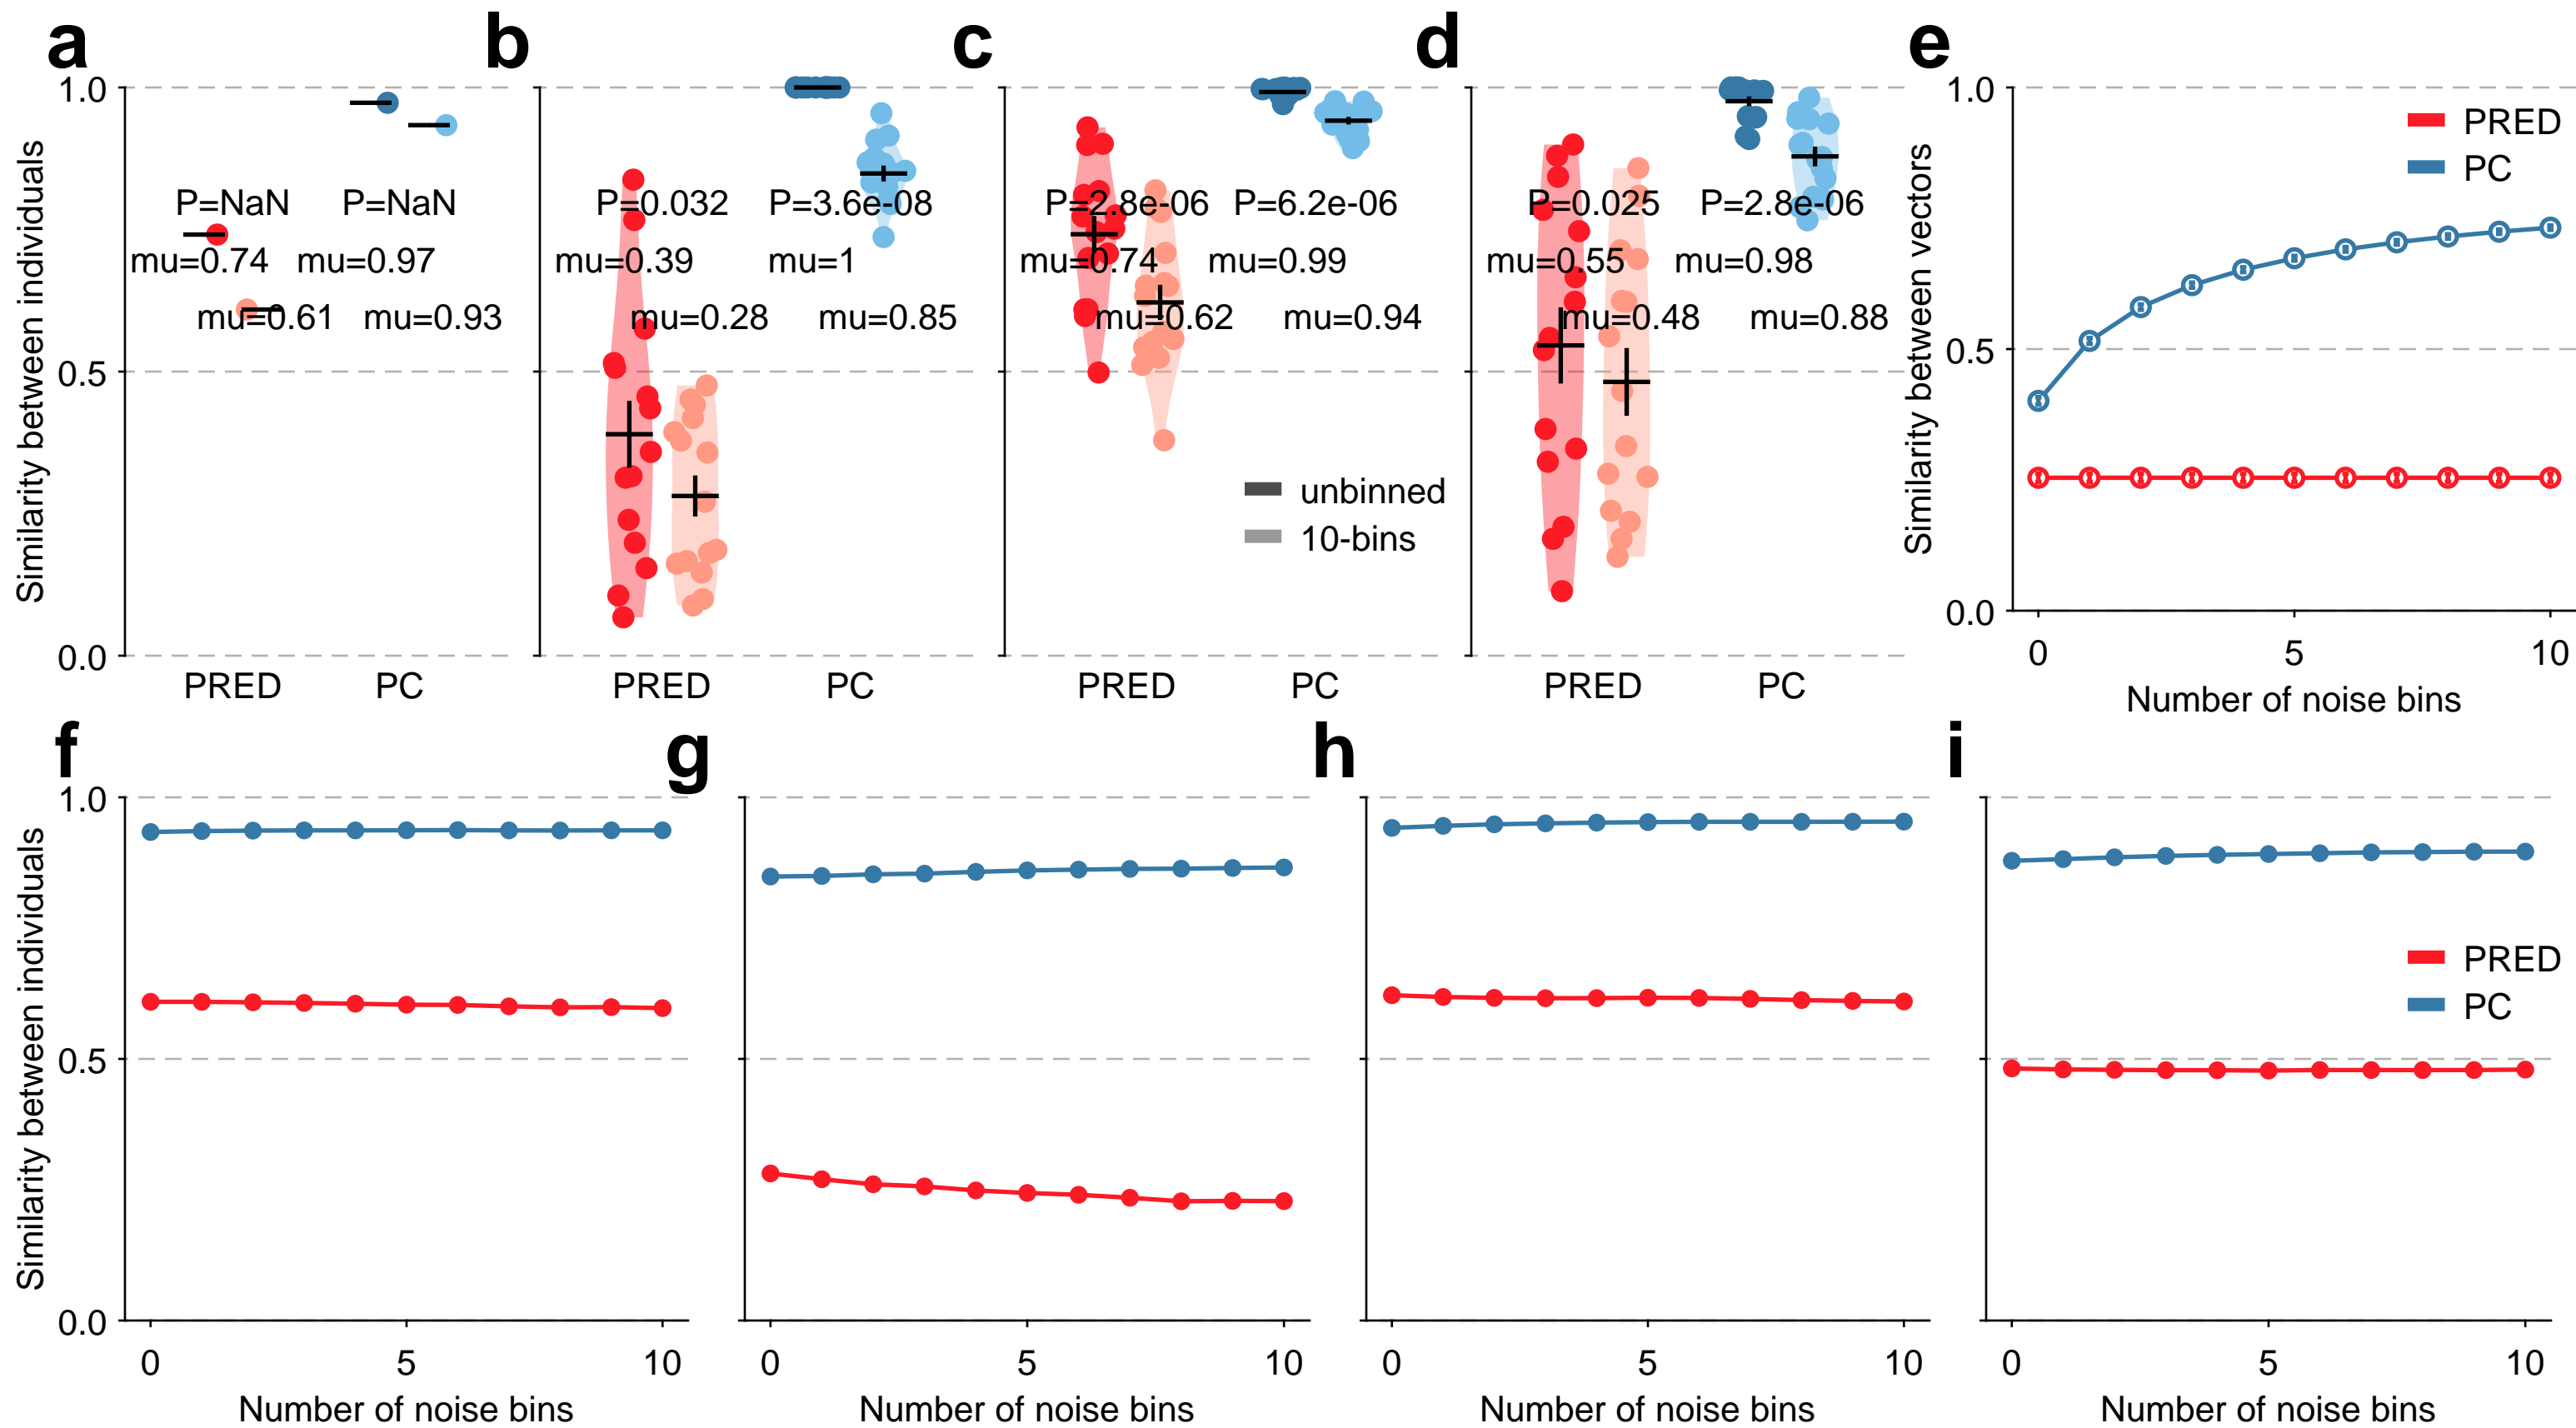 a
b
c
d
e
Similarity between individuals
1.0
0.5
0.0
P=NaN
P=NaN
mu=0.74
mu=0.97
mu=0.61
mu=0.93
PRED
PC
P=0.032
P=3.6e-08
mu=0.39
mu=1
mu=0.28
mu=0.85
PRED
PC
P=2.8e-06
P=6.2e-06
mu=0.74
mu=0.99
mu=0.62
mu=0.94
unbinned
10-bins
PRED
PC
P=0.025
P=2.8e-06
mu=0.55
mu=0.98
mu=0.48
mu=0.88
PRED
PC
Similarity between vectors
1.0
0.5
0.0
PRED
PC
0
5
10
Number of noise bins
f
g
h
i
Similarity between individuals
1.0
0.5
0.0
0
5
10
Number of noise bins
0
5
10
Number of noise bins
0
5
10
Number of noise bins
PRED
PC
0
5
10
Number of noise bins